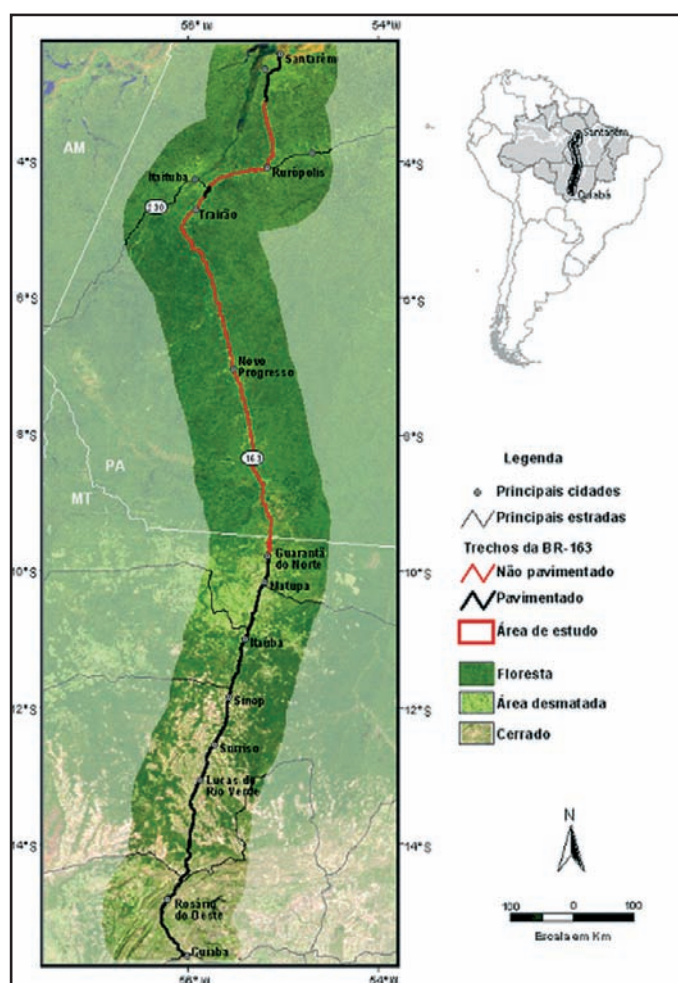 56°W
54°W
Santarém
AM
4°S
Rurópolis
Itaituba
230
Trairão
6°S
Novo
Progresso
8°S
163
PA
MT
Guarantã
do Norte
10°S
Matupa
Itaúba
12°S
Sinop
Sorriso
Lucas do
Rio Verde
14°S
Rosário
do Oeste
Cuiabá
56°
54°W
Santarém
Cuiabá
Legenda
Principais cidades
Principais estradas
Trechos da BR-163
Não pavimentado
Pavimentado
Área de estudo
Floresta
Área desmatada
Cerrado
N
100
0
100
Escala em Km